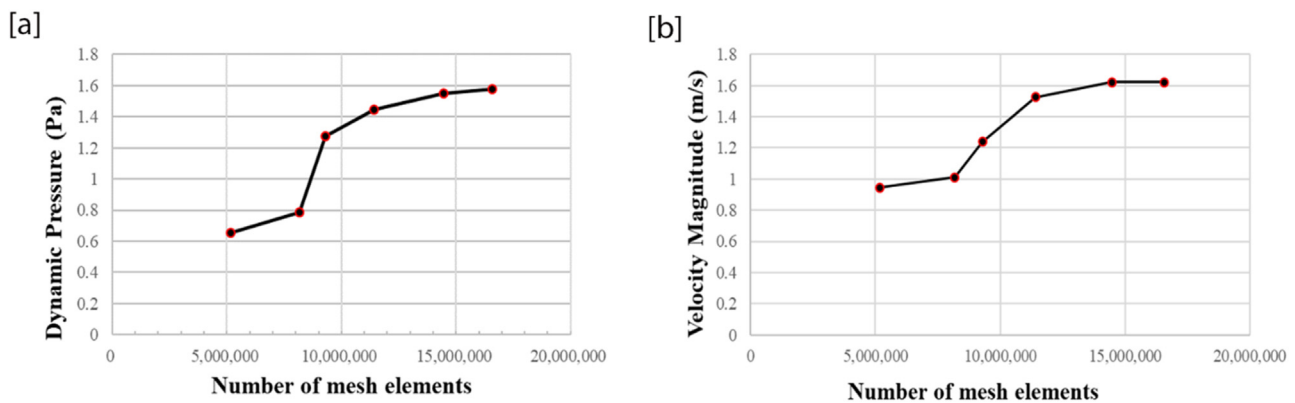 [a]
Dynamic Pressure (Pa)
1.8
1.6
1.4
1.2
1
0.8
0.6
0.4
0.2
0
0 5,000,000 10,000,000 15,000,000 20,000,000
Number of mesh elements
[b]
Velocity Magnitude (m/s)
1.8
1.6
1.4
1.2
1
0.8
0.6
0.4
0.2
0
0 5,000,000 10,000,000 15,000,000 20,000,000
Number of mesh elements